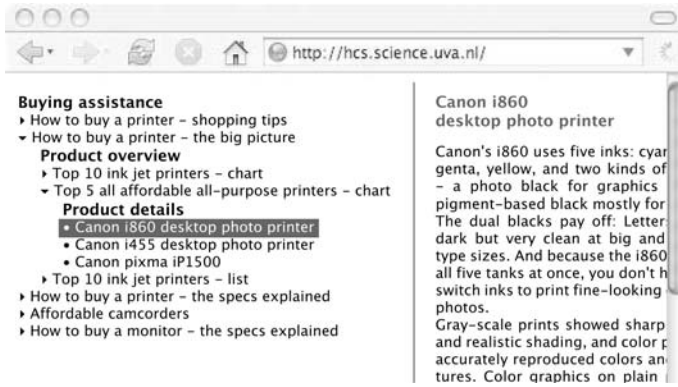 http://hcs.science.uva.nl/
Buying assistance
How to buy a printer – shopping tips
How to buy a printer – the big picture
Product overview
Top 10 ink jet printers – chart
Top 5 all affordable all-purpose printers – chart
Product details
Canon i860 desktop photo printer
Canon i455 desktop photo printer
Canon pixma iP1500
Top 10 ink jet printers – list
How to buy a printer – the specs explained
Affordable camcorders
How to buy a monitor – the specs explained
Canon i860
desktop photo printer
Canon's i860 uses five inks: cyan
genta, yellow, and two kinds of
– a photo black for graphics
pigment-based black mostly for
The dual blacks pay off: Letter
dark but very clean at big and
type sizes. And because the i860
all five tanks at once, you don't h
switch inks to print fine-looking
photos.
Gray-scale prints showed sharp
and realistic shading, and color p
accurately reproduced colors an
tures. Color graphics on plain